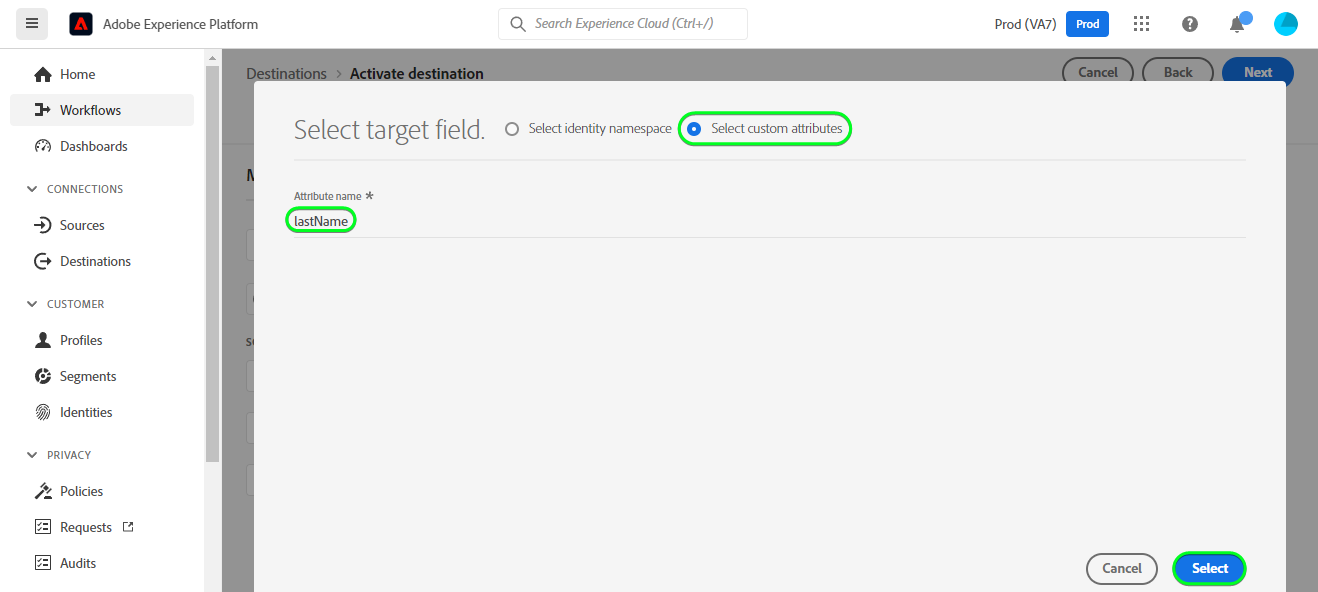 Adobe Experience Platform
Search Experience Cloud (Ctrl+/)
Prod (VA7)
Prod
Home
Workflows
Dashboards
CONNECTIONS
Sources
Destinations
CUSTOMER
Profiles
Segments
Identities
PRIVACY
Policies
Requests
Audits
Destinations > Activate destination
Cancel
Back
Next
Select target field.
Select identity namespace
Select custom attributes
Attribute name *
lastName
Cancel
Select